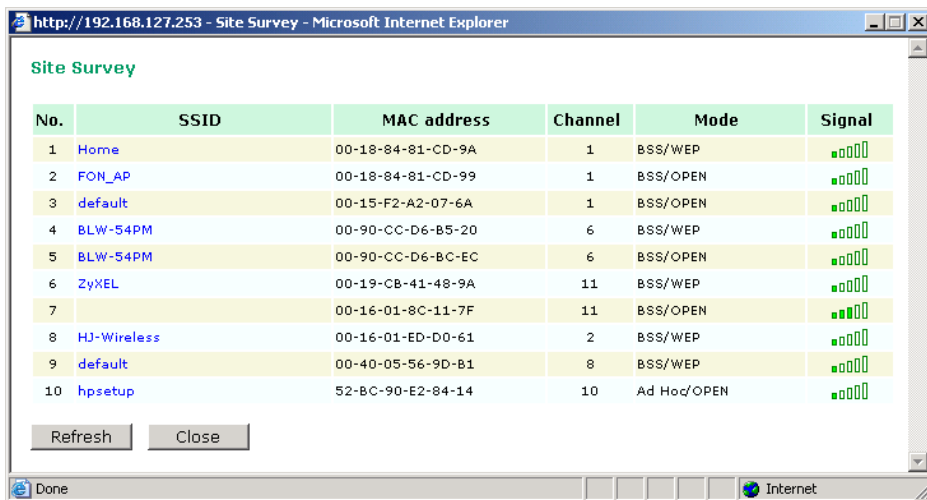 http://192.168.127.253 - Site Survey - Microsoft Internet Explorer
Site Survey
No. SSID MAC address Channel Mode Signal
1 Home 00-18-84-81-CD-9A 1 BSS/WEP
2 FON_AP 00-18-84-81-CD-99 1 BSS/OPEN
3 default 00-15-F2-A2-07-6A 1 BSS/OPEN
4 BLW-54PM 00-90-CC-D6-B5-20 6 BSS/WEP
5 BLW-54PM 00-90-CC-D6-BC-EC 6 BSS/OPEN
6 ZyXEL 00-19-CB-41-48-9A 11 BSS/WEP
7 00-16-01-8C-11-7F 11 BSS/OPEN
8 HJ-Wireless 00-16-01-ED-D0-61 2 BSS/WEP
9 default 00-40-05-56-9D-B1 8 BSS/WEP
10 hpsetup 52-BC-90-E2-84-14 10 Ad Hoc/OPEN
Refresh Close
Done Internet